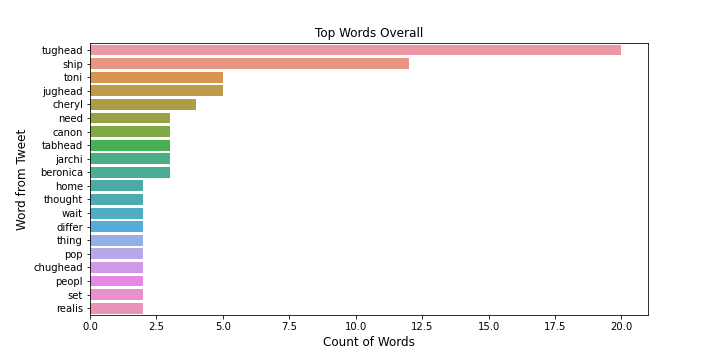 Top Words Overall
tughead
ship
toni
jughead
cheryl
need
canon
tabhead
jarchi
beronica
home
thought
wait
differ
thing
pop
chughead
peopl
set
realis
Word from Tweet
0.0 2.5 5.0 7.5 10.0 12.5 15.0 17.5 20.0
Count of Words